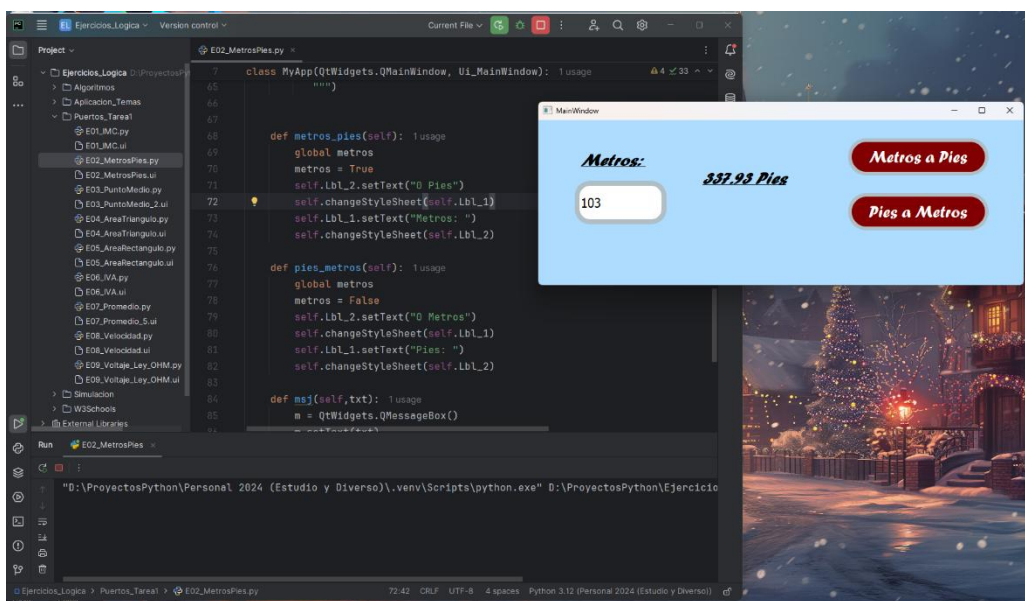 PC EL Ejercicios_Logica Version control Current File
Project
E02_MetrosPies.py
Ejercicios_Logica D:\ProyectosPy
Algoritmos
Aplicacion_Temas
Puertos_Tarea1
E01_IMC.py
E01_IMC.ui
E02_MetrosPies.py
E02_MetrosPies.ui
E03_PuntoMedio.py
E03_PuntoMedio_2.ui
E04_AreaTriangulo.py
E04_AreaTriangulo.ui
E05_AreaRectangulo.py
E05_AreaRectangulo.ui
E06_IVA.py
E06_IVA.ui
E07_Promedio.py
E07_Promedio_5.ui
E08_Velocidad.py
E08_Velocidad.ui
E09_Voltaje_Ley_OHM.py
E09_Voltaje_Ley_OHM.ui
Simulacion
W3Schools
External Libraries
7 class MyApp(QtWidgets.QMainWindow, Ui_MainWindow): 1 usage 4 33
65 """)
66
67
68 def metros_pies(self): 1 usage
69 global metros
70 metros = True
71 self.Lbl_2.setText("0 Pies")
72 self.changeStyleSheet(self.Lbl_1)
73 self.Lbl_1.setText("Metros: ")
74 self.changeStyleSheet(self.Lbl_2)
75
76 def pies_metros(self): 1 usage
77 global metros
78 metros = False
79 self.Lbl_2.setText("0 Metros")
80 self.changeStyleSheet(self.Lbl_1)
81 self.Lbl_1.setText("Pies: ")
82 self.changeStyleSheet(self.Lbl_2)
83
84 def msj(self,txt): 1 usage
85 m = QtWidgets.QMessageBox()
86 m.setText(txt)
MainWindow
Metros:
103
337.93 Pies
Metros a Pies
Pies a Metros
Run E02_MetrosPies
"D:\ProyectosPython\Personal 2024 (Estudio y Diverso)\.venv\Scripts\python.exe" D:\ProyectosPython\Ejercicio
Ejercicios_Logica > Puertos_Tarea1 > E02_MetrosPies.py 72:42 CRLF UTF-8 4 spaces Python 3.12 (Personal 2024 (Estudio y Diverso))